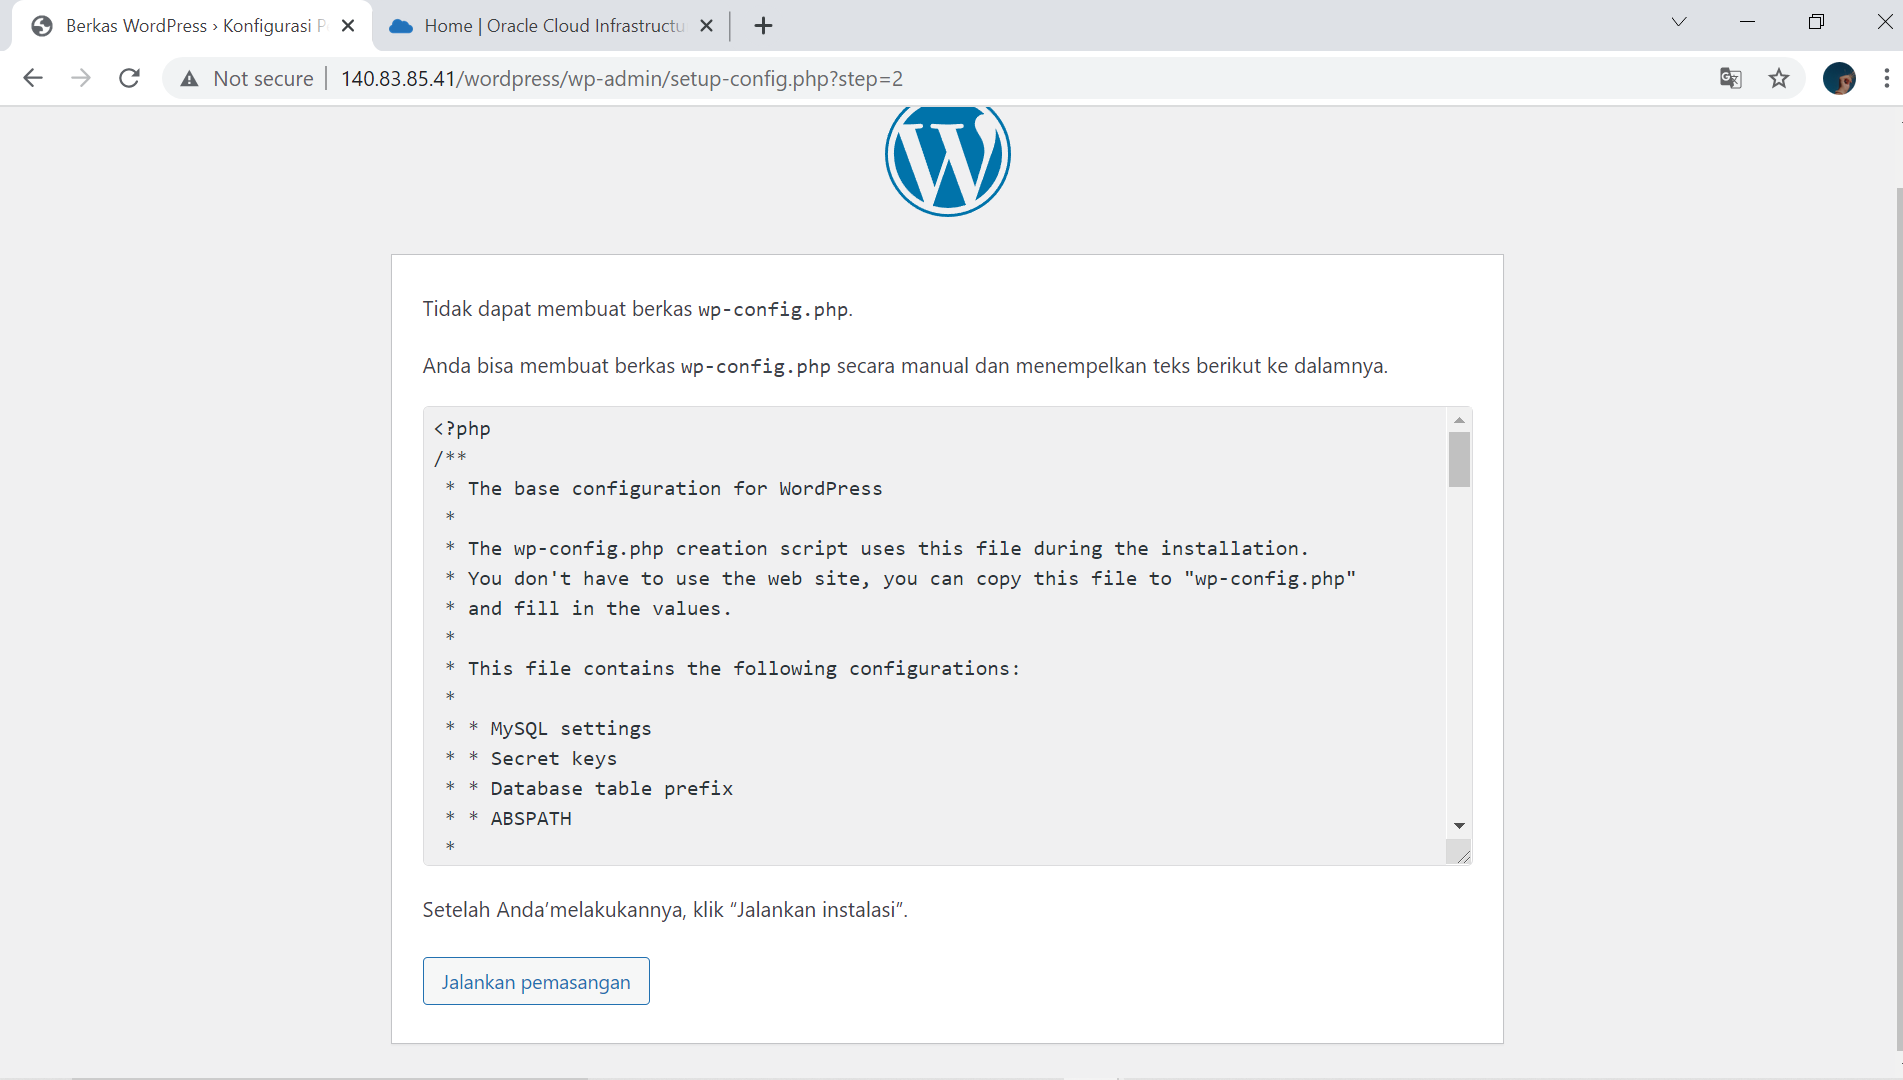 Berkas WordPress › Konfigurasi P
Home | Oracle Cloud Infrastructu
Not secure | 140.83.85.41/wordpress/wp-admin/setup-config.php?step=2
Tidak dapat membuat berkas wp-config.php.
Anda bisa membuat berkas wp-config.php secara manual dan menempelkan teks berikut ke dalamnya.
<?php
/**
 * The base configuration for WordPress
 *
 * The wp-config.php creation script uses this file during the installation.
 * You don't have to use the web site, you can copy this file to "wp-config.php"
 * and fill in the values.
 *
 * This file contains the following configurations:
 *
 * * MySQL settings
 * * Secret keys
 * * Database table prefix
 * * ABSPATH
 *
Setelah Anda’melakukannya, klik “Jalankan instalasi”.
Jalankan pemasangan